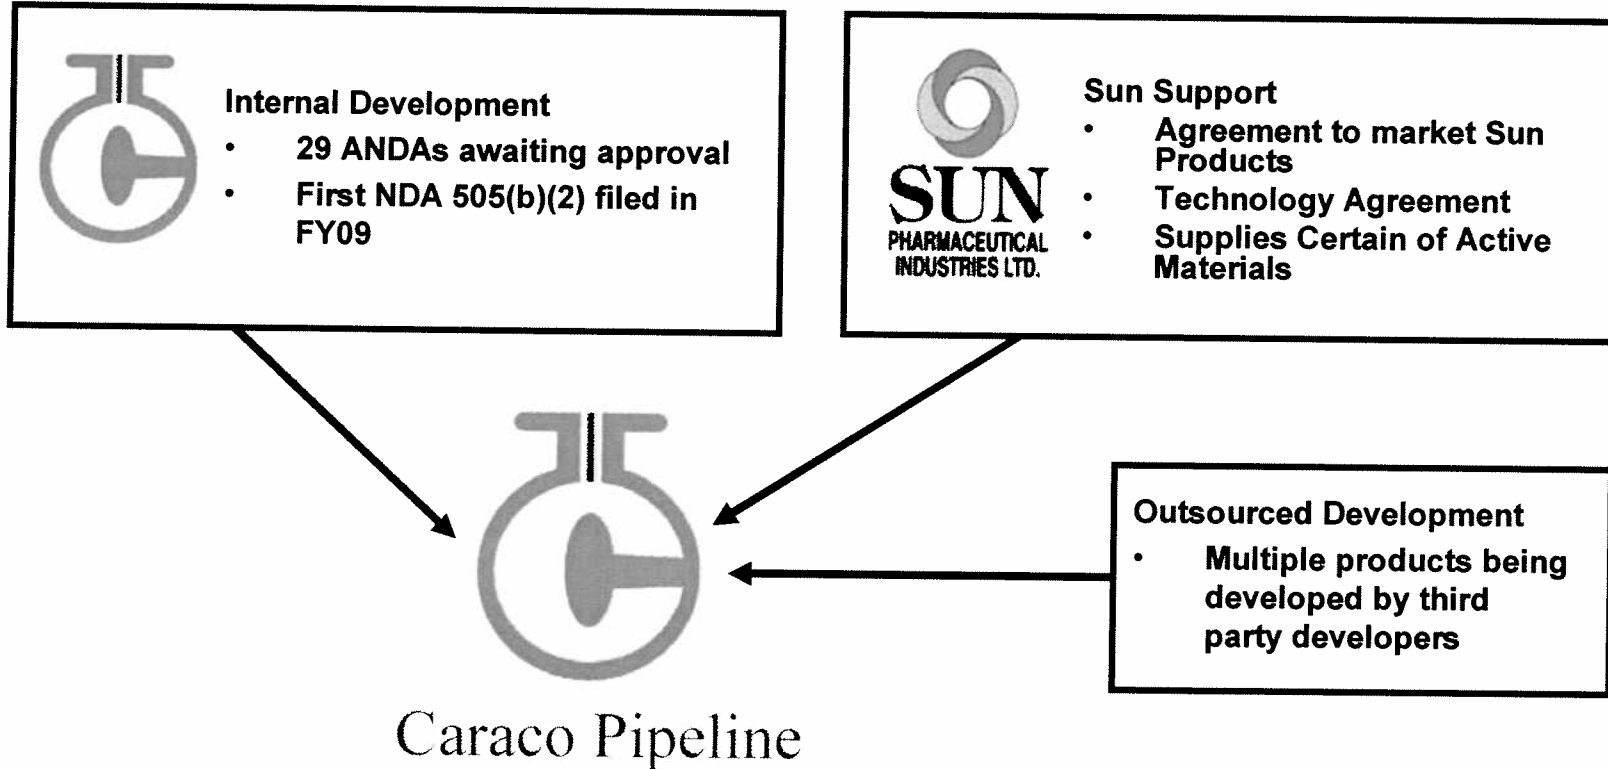 Internal Development
• 29 ANDAs awaiting approval
• First NDA 505(b)(2) filed in
FY09
SUN
PHARMACEUTICAL
INDUSTRIES LTD.
Sun Support
• Agreement to market Sun
Products
• Technology Agreement
• Supplies Certain of Active
Materials
Outsourced Development
• Multiple products being
developed by third
party developers
Caraco Pipeline